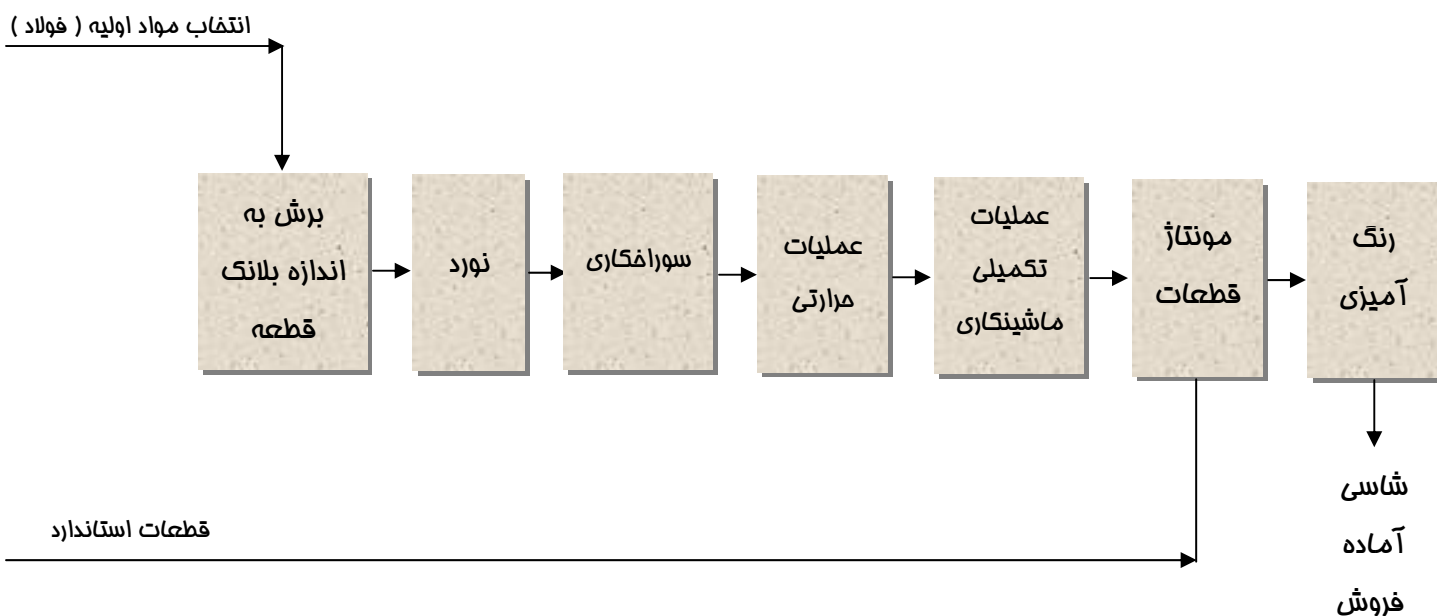 انتخاب مواد اولیه ( فولاد )
برش به
اندازه بلانک
قطعه
نورد
سوراخکاری
عملیات
حرارتی
عملیات
تکمیلی
ماشینکاری
مونتاژ
قطعات
رنگ
آمیزی
شاسی
آماده
فروش
قطعات استاندارد